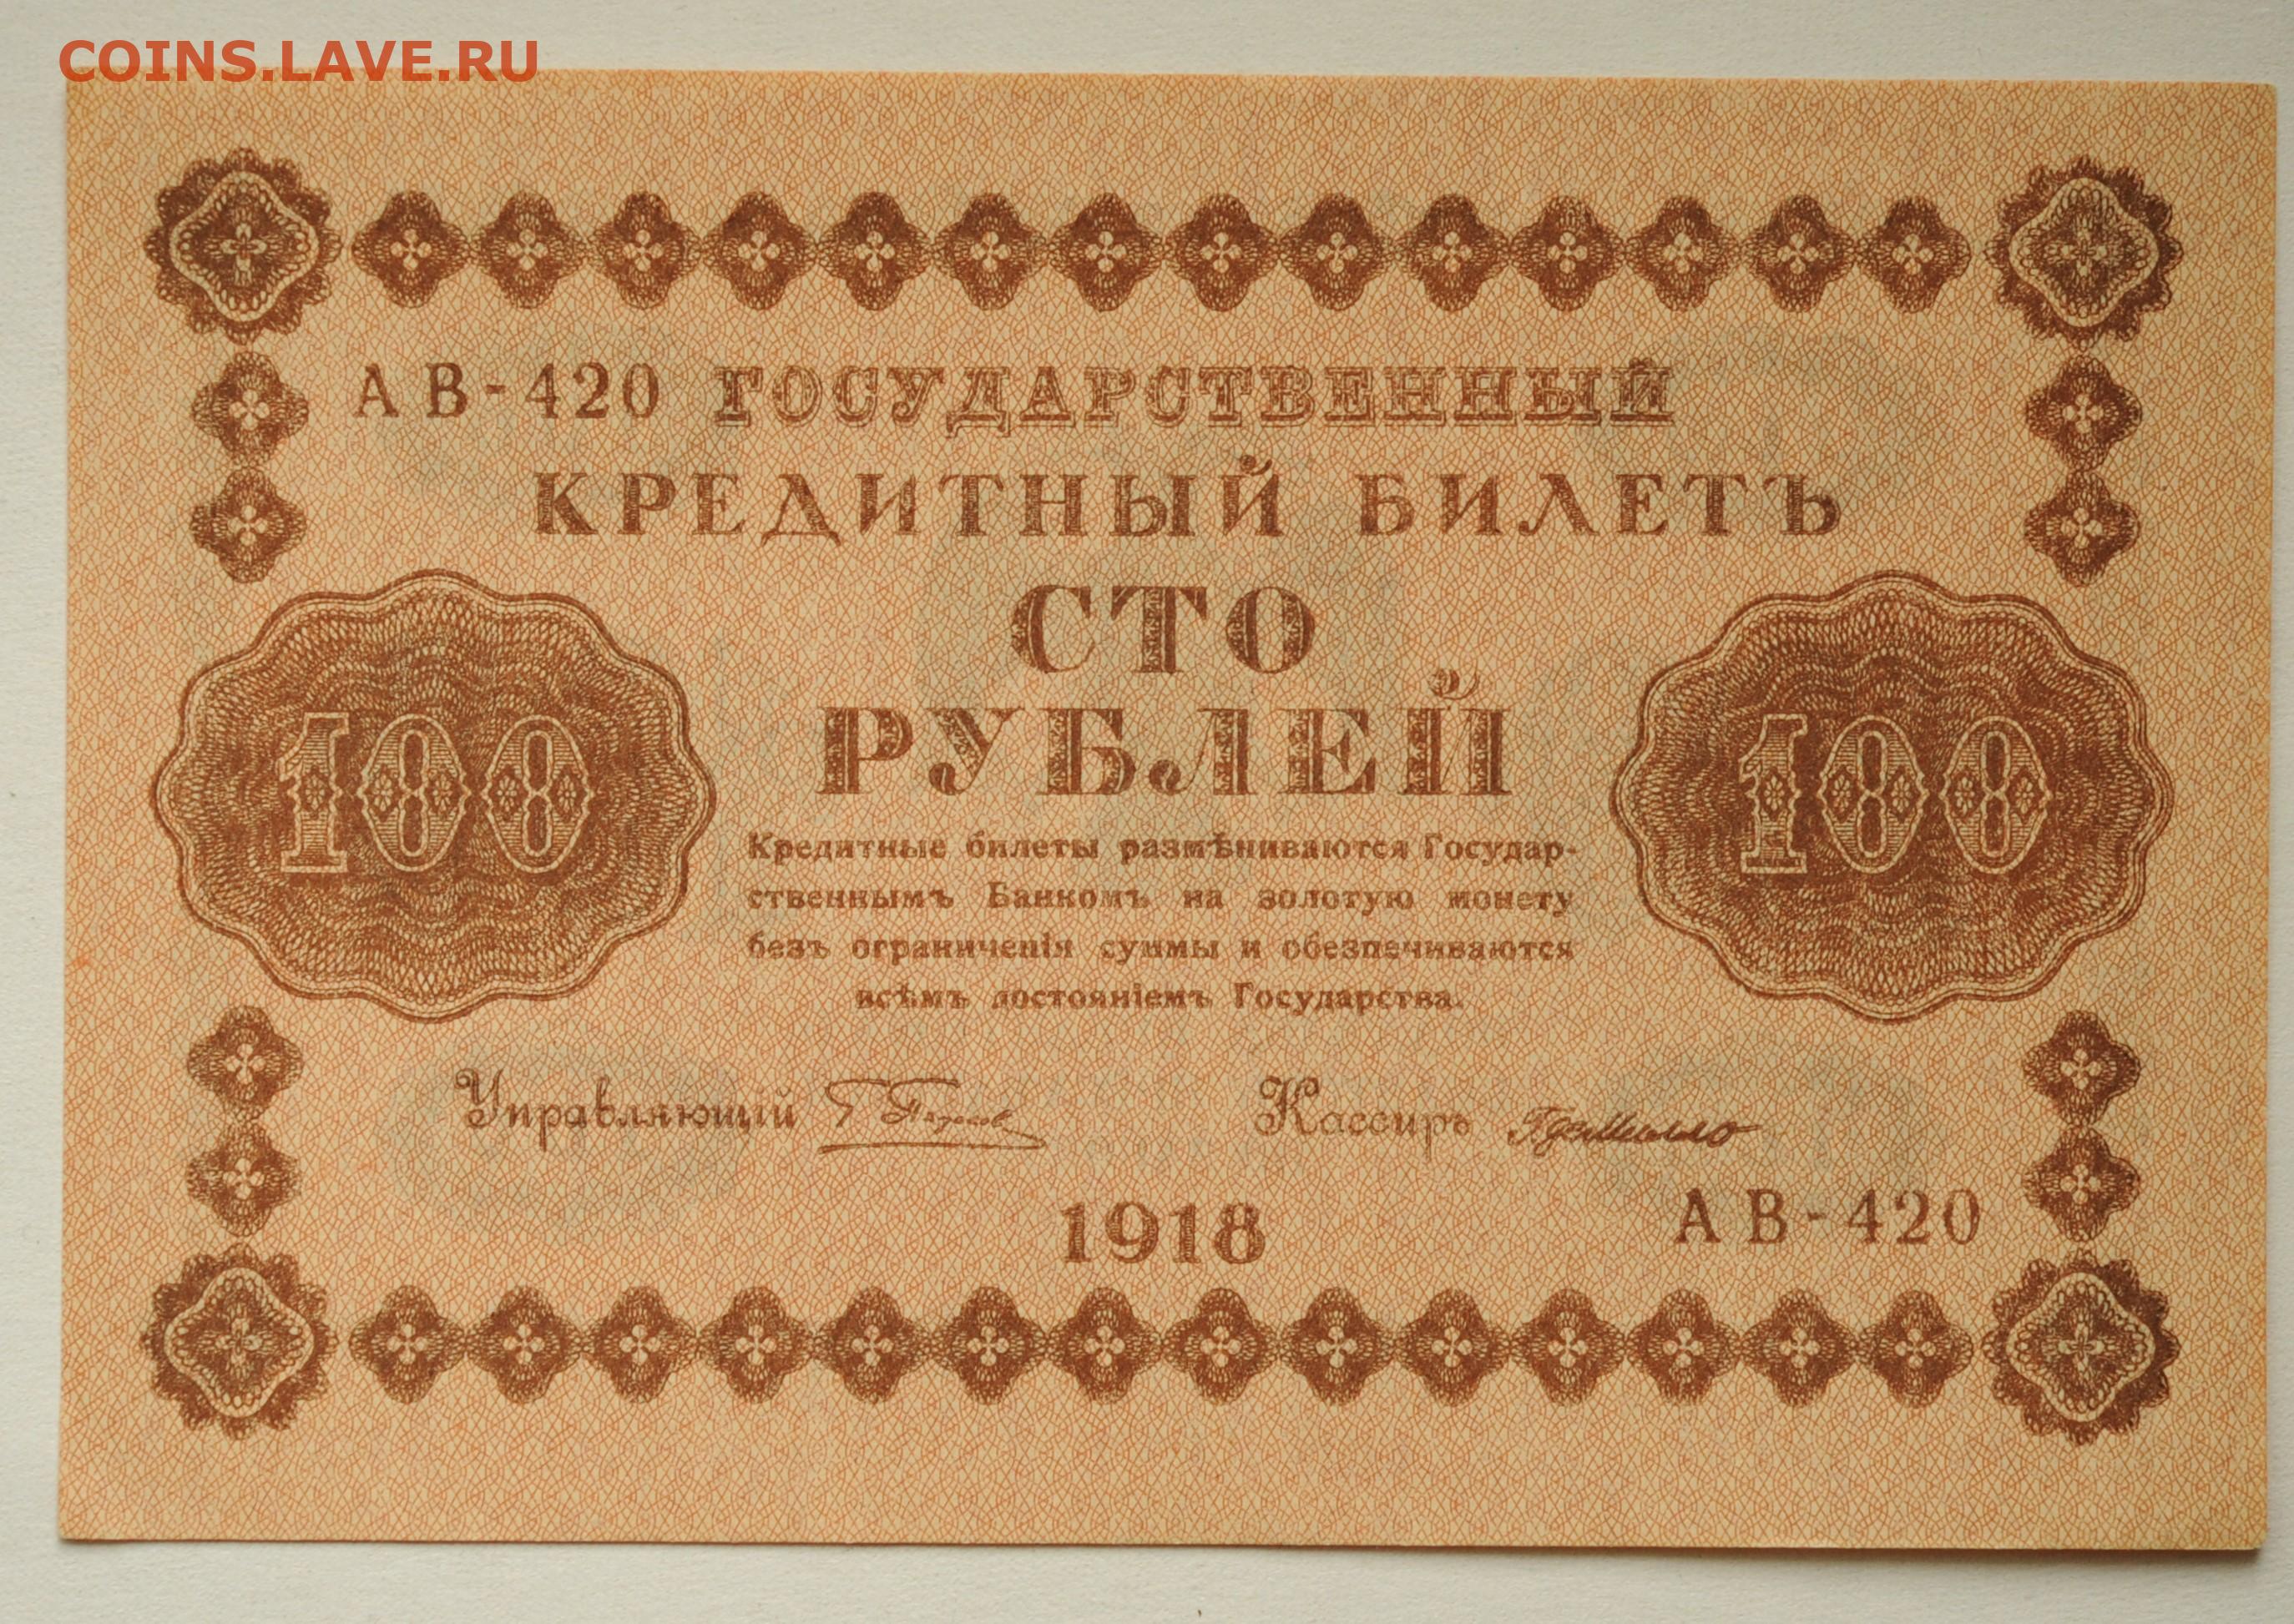 COINS.LAVE.RU
АВ-420 ГОСУДАРСТВЕННЫЙ
КРЕДИТНЫЙ БИЛЕТЪ
СТО
РУБЛЕЙ
100 100
Кредитные билеты размѣниваются Государ-
ственнымъ Банкомъ на золотую монету
безъ ограниченія суммы и обезпечиваются
всѣмъ достояніемъ Государства.
Управляющий Кассиръ
АВ-420
1918